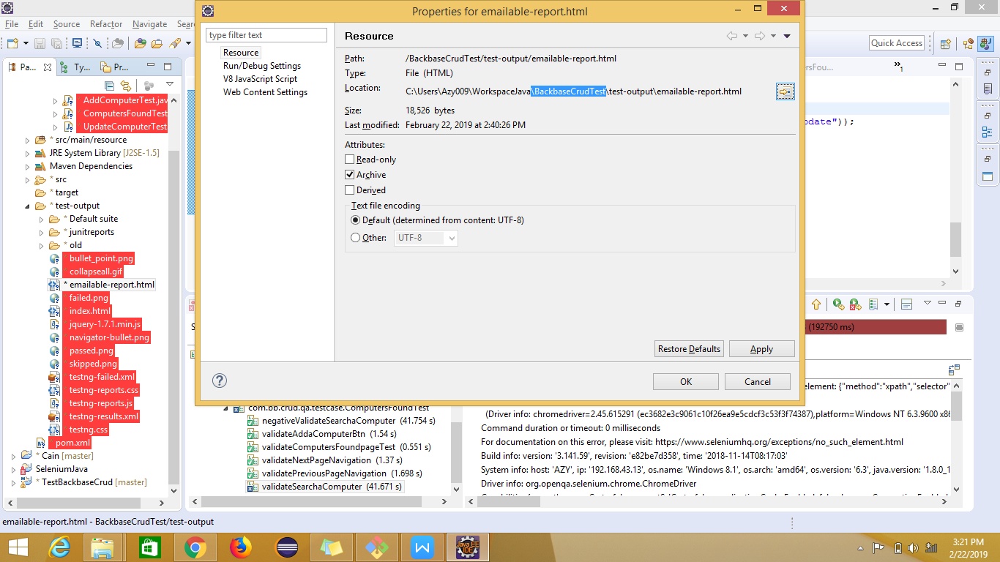 Properties for emailable-report.html
File Edit Source Refactor Navigate Sear
Quick Access
Pa... Ty... Pr...
AddComputerTest.jav
ComputersFoundTest
UpdateComputerTest
* src/main/resource
JRE System Library [J2SE-1.5]
Maven Dependencies
* src
* target
* test-output
* Default suite
* junitreports
* old
bullet_point.png
collapseall.gif
* emailable-report.html
failed.png
index.html
jquery-1.7.1.min.js
navigator-bullet.png
passed.png
skipped.png
testng-failed.xml
testng-reports.css
testng-reports.js
testng-results.xml
testng.css
pom.xml
* Cain [master]
SeleniumJava
* TestBackbaseCrud [master]
type filter text
Resource
Run/Debug Settings
V8 JavaScript Script
Web Content Settings
Resource
Path: /BackbaseCrudTest/test-output/emailable-report.html
Type: File (HTML)
Location: C:\Users\Azy009\WorkspaceJava\BackbaseCrudTest\test-output\emailable-report.html
Size: 18,526 bytes
Last modified: February 22, 2019 at 2:40:26 PM
Attributes:
Read-only
Archive
Derived
Text file encoding
Default (determined from content: UTF-8)
Other: UTF-8
Restore Defaults Apply
OK Cancel
ersFou...
1
odate"));
(192750 ms)
com.bb.crud.qa.testcase.ComputersFoundTest
negativeValidateSearchaComputer (41.754 s)
validateAddaComputerBtn (1.54 s)
validateComputersFoundpageTest (0.551 s)
validateNextPageNavigation (1.37 s)
validatePreviousPageNavigation (1.698 s)
validateSearchaComputer (41.671 s)
element: {"method":"xpath","selector"
(Driver info: chromedriver=2.45.615291 (ec3682e3c9061c10f26ea9e5cdcf3c53f3f74387),platform=Windows NT 6.3.9600 x86
Command duration or timeout: 0 milliseconds
For documentation on this error, please visit: https://www.seleniumhq.org/exceptions/no_such_element.html
Build info: version: '3.141.59', revision: 'e82be7d358', time: '2018-11-14T08:17:03'
System info: host: 'AZY', ip: '192.168.43.13', os.name: 'Windows 8.1', os.arch: 'amd64', os.version: '6.3', java.version: '1.8.0_1
Driver info: org.openqa.selenium.chrome.ChromeDriver
emailable-report.html - BackbaseCrudTest/test-output
Java EE
IDE
3:21 PM
2/22/2019